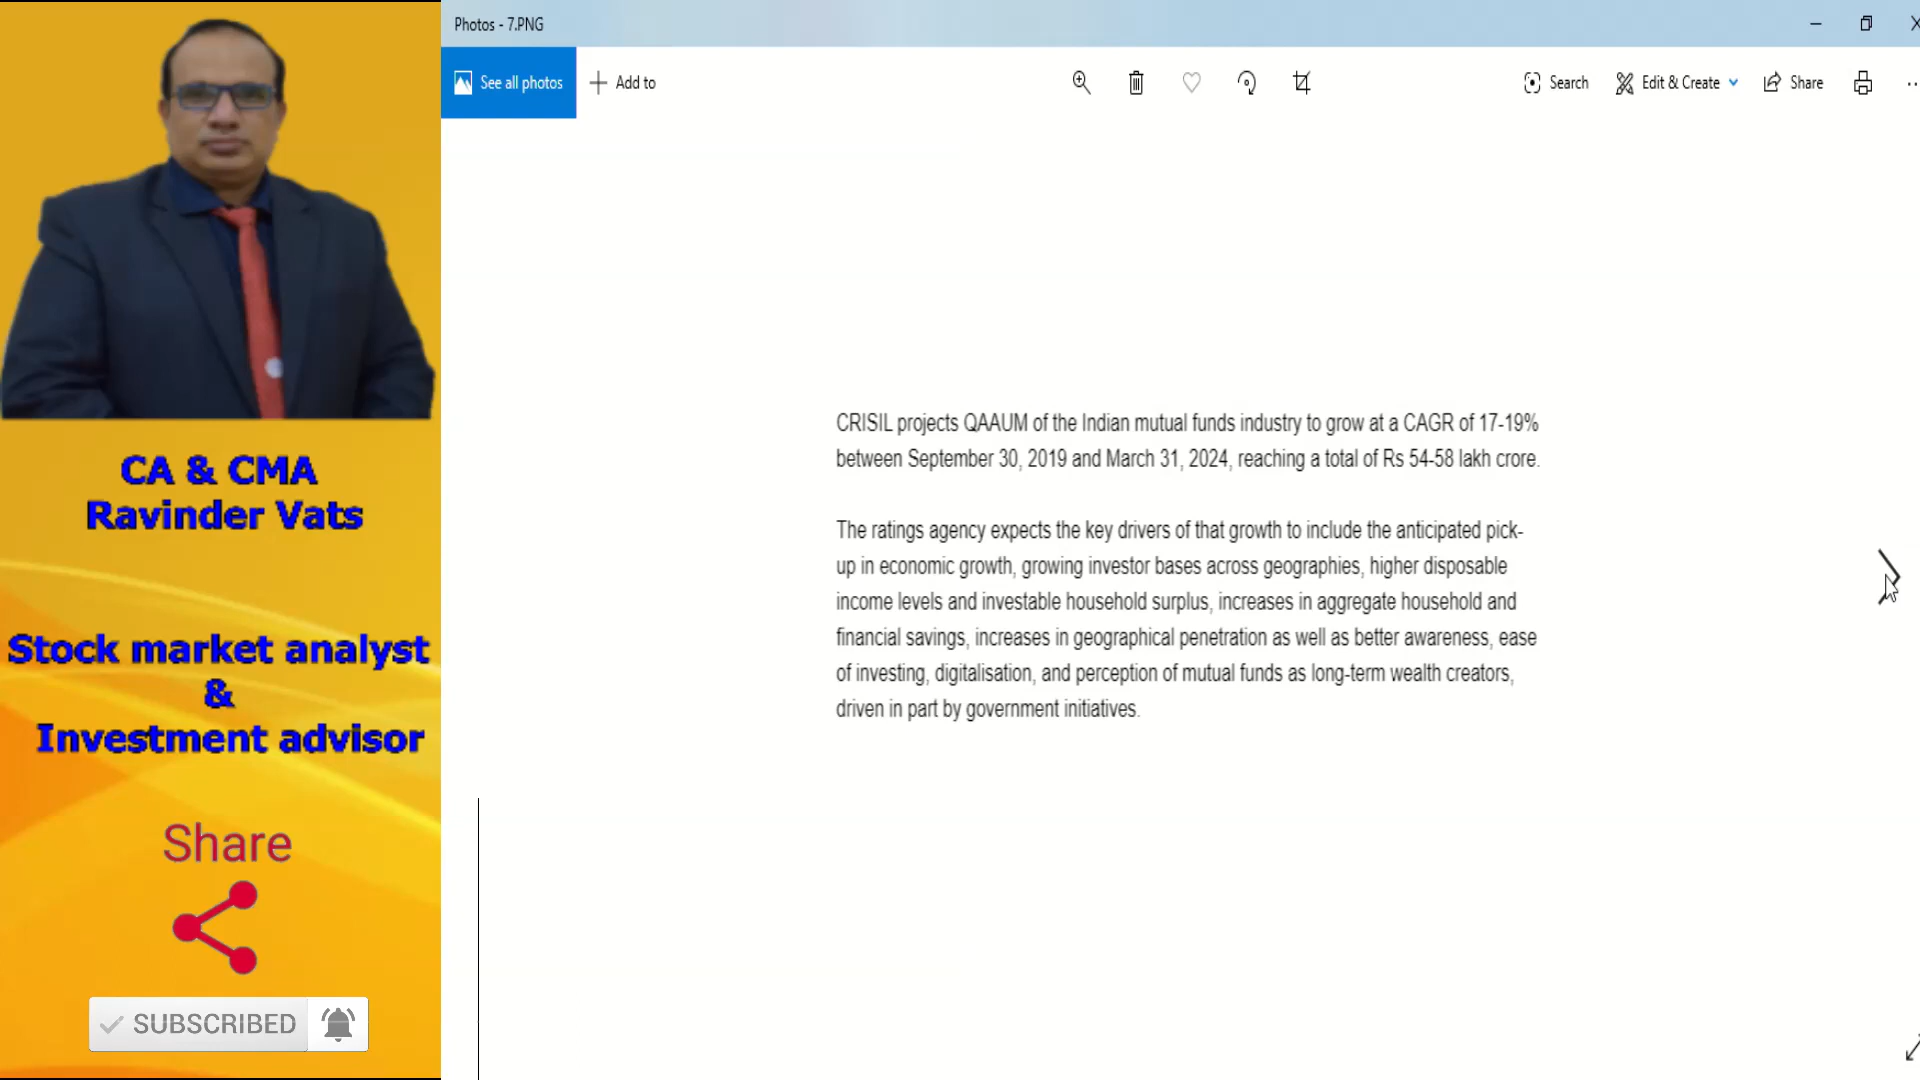 CA & CMA
Ravinder Vats
Stock market analyst
&
Investment advisor
Share
SUBSCRIBED
Photos - 7.PNG
See all photos
Add to
Search
Edit & Create
Share
CRISIL projects QAAUM of the Indian mutual funds industry to grow at a CAGR of 17-19%
between September 30, 2019 and March 31, 2024, reaching a total of Rs 54-58 lakh crore.
The ratings agency expects the key drivers of that growth to include the anticipated pick-
up in economic growth, growing investor bases across geographies, higher disposable
income levels and investable household surplus, increases in aggregate household and
financial savings, increases in geographical penetration as well as better awareness, ease
of investing, digitalisation, and perception of mutual funds as long-term wealth creators,
driven in part by government initiatives.